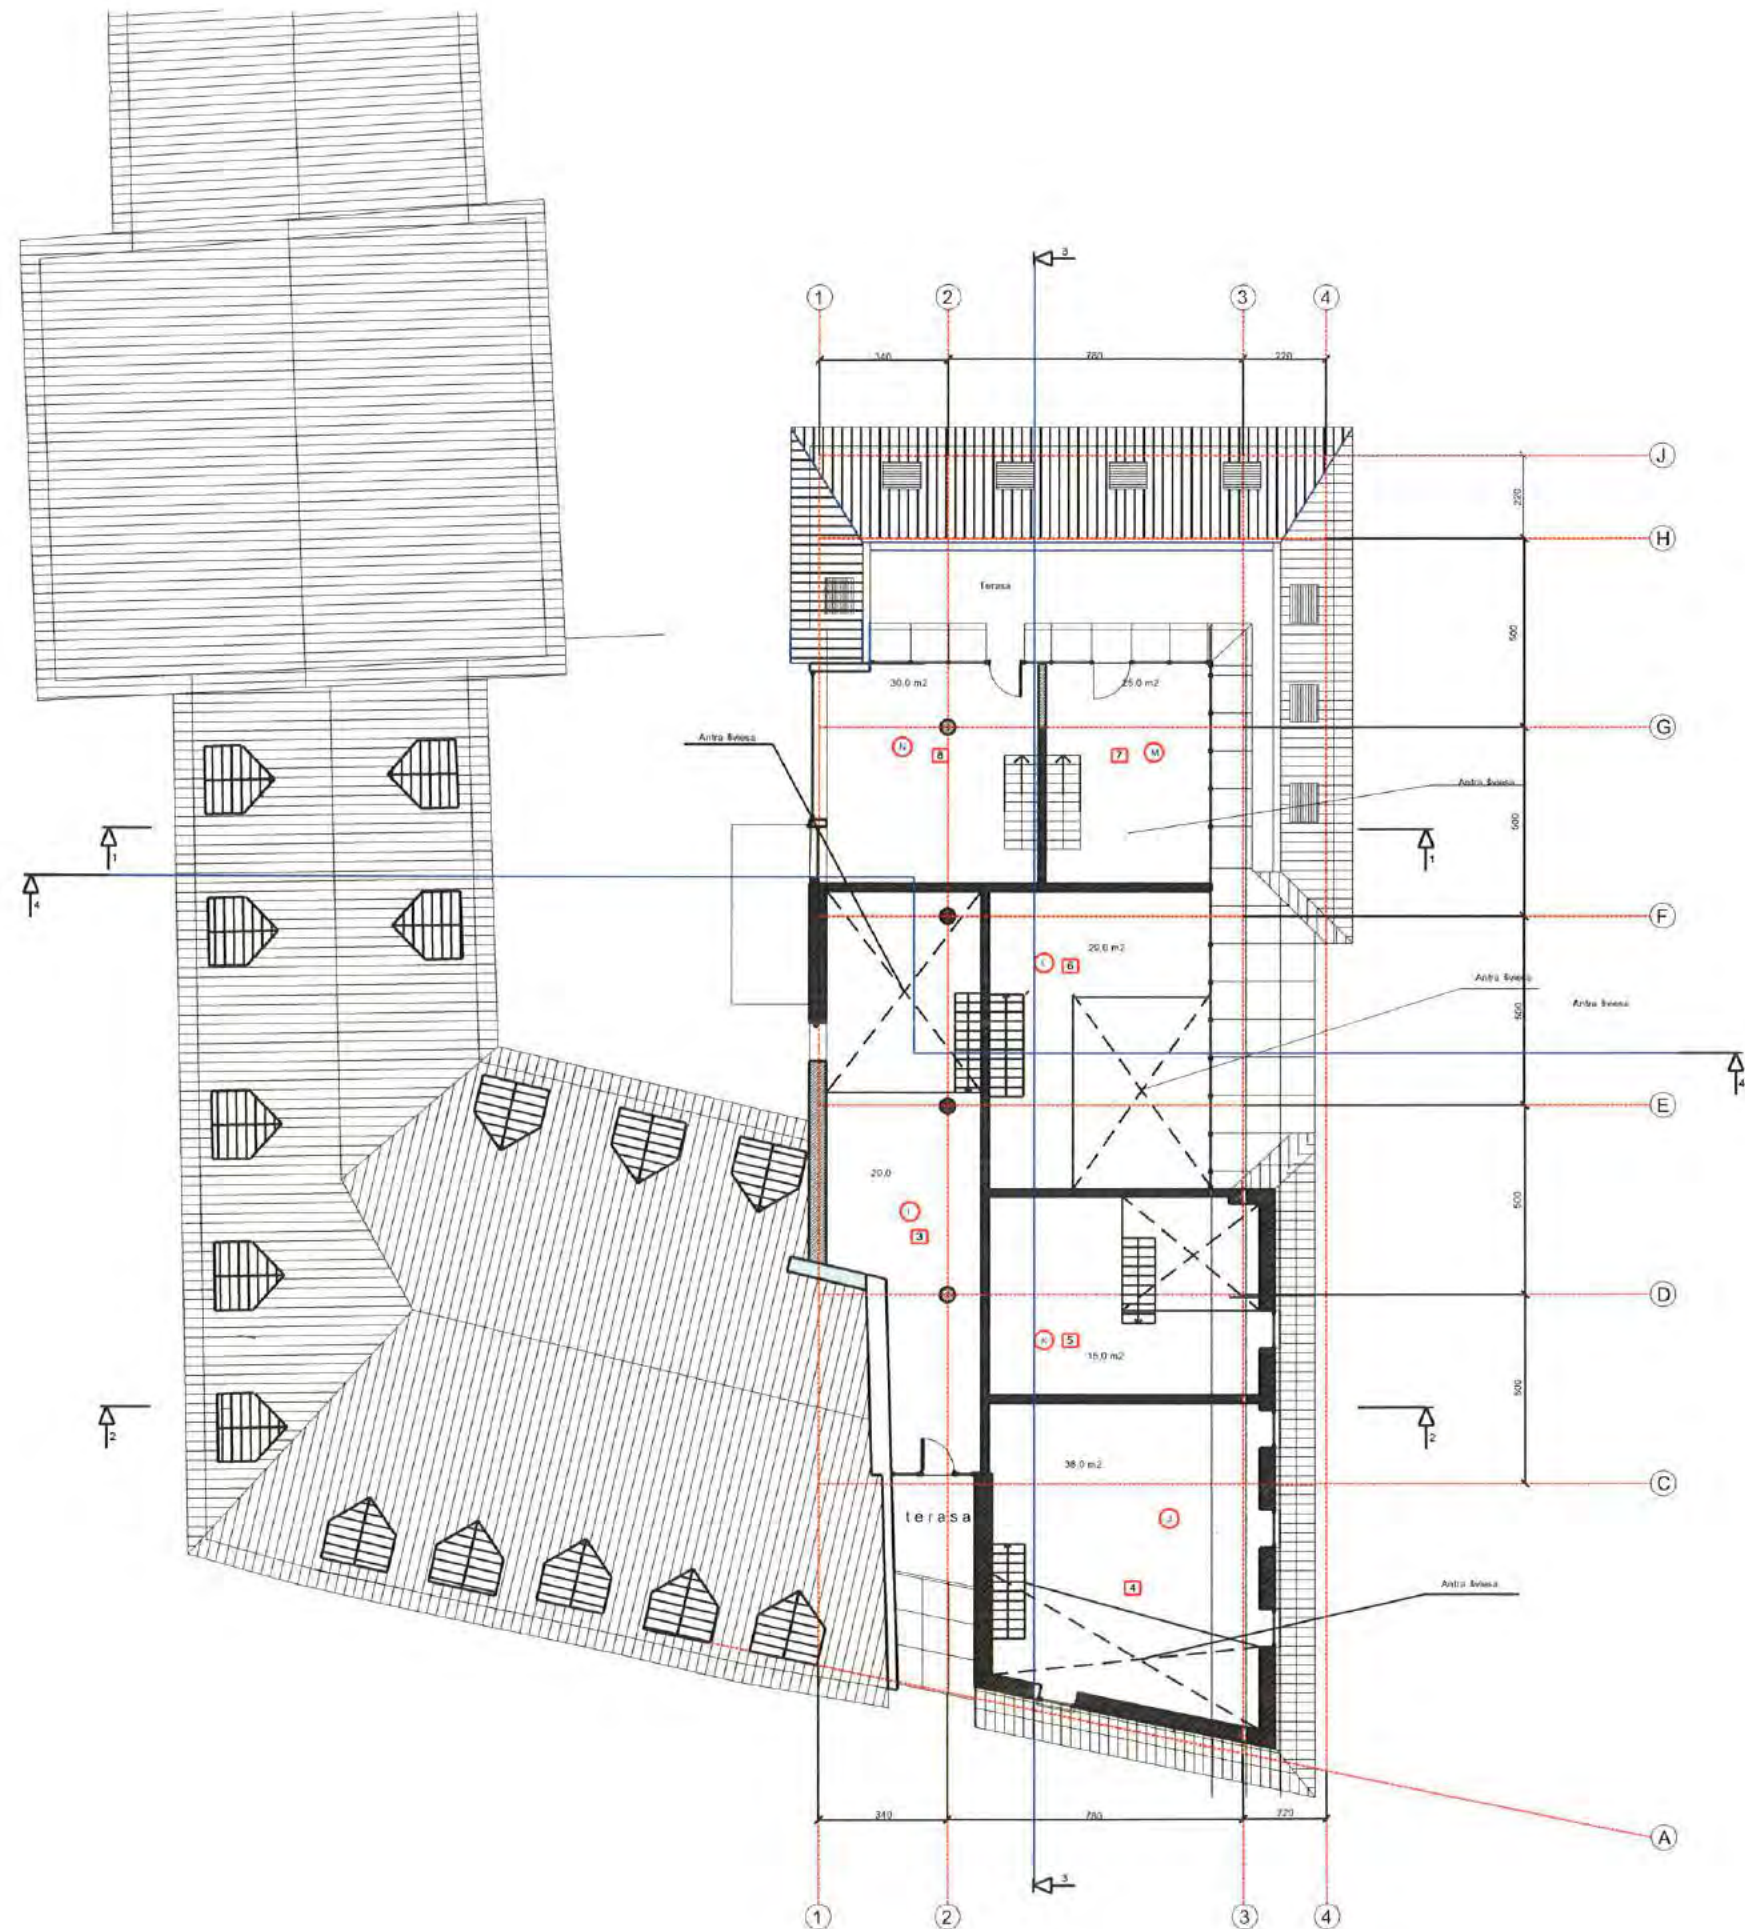 3
1 2 3 4
340 780 220
J
220
H
Terasa
500
30,0 m2 25,0 m2
G
Antra šviesa
N 8 7 M
Antra šviesa
500
1 1
4
F
20,0 m2
6
Antra šviesa
Antra šviesa
500
4
E
20,0
3
500
D
K 5
15,0 m2
500
2 2
38,0 m2
C
terasa
J
4
Antra šviesa
340 780 220
A
3
1 2 3 4